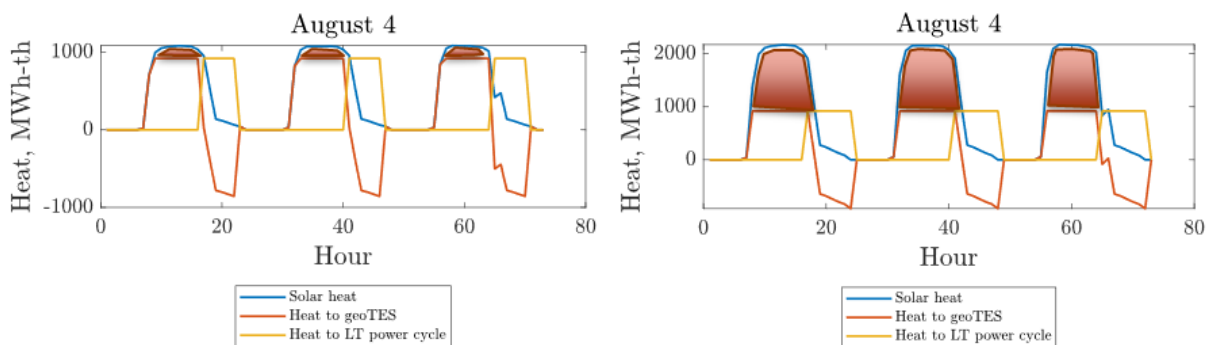 August 4
Heat, MWh-th
1000
0
-1000
0
20
40
60
80
Hour
Solar heat
Heat to geoTES
Heat to LT power cycle
August 4
Heat, MWh-th
2000
1000
0
0
20
40
60
80
Hour
Solar heat
Heat to geoTES
Heat to LT power cycle